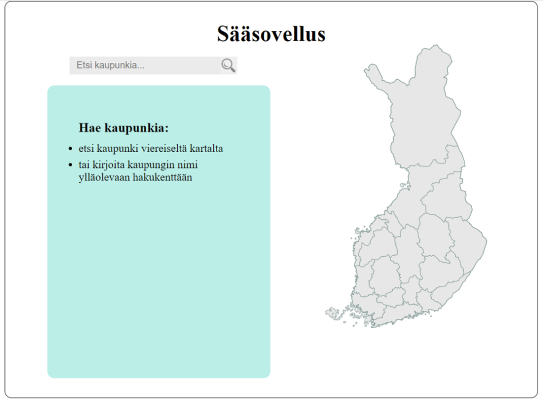 Sääsovellus
Etsi kaupunkia...
Hae kaupunkia:
etsi kaupunki viereiseltä kartalta
tai kirjoita kaupungin nimi
ylläolevaan hakukenttään